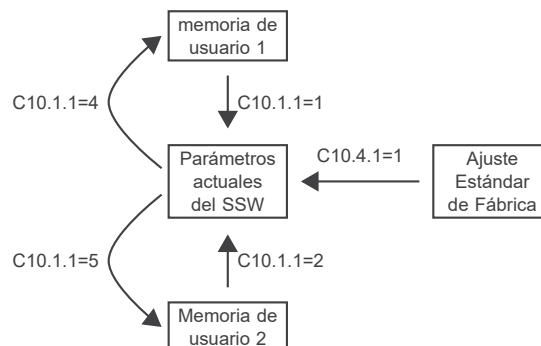 memoria de
usuario 1
C10.1.1=4
C10.1.1=1
Parámetros
actuales
del SSW
C10.4.1=1
Ajuste
Estándar
de Fábrica
C10.1.1=5
C10.1.1=2
Memoria de
usuario 2